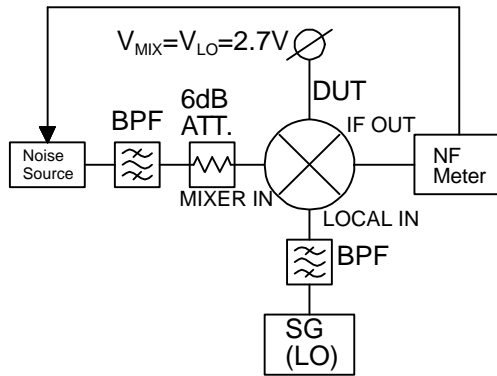 V_MIX=V_LO=2.7V
DUT
6dB
ATT.
BPF
IF OUT
Noise
Source
MIXER IN
NF
Meter
LOCAL IN
BPF
SG
(LO)